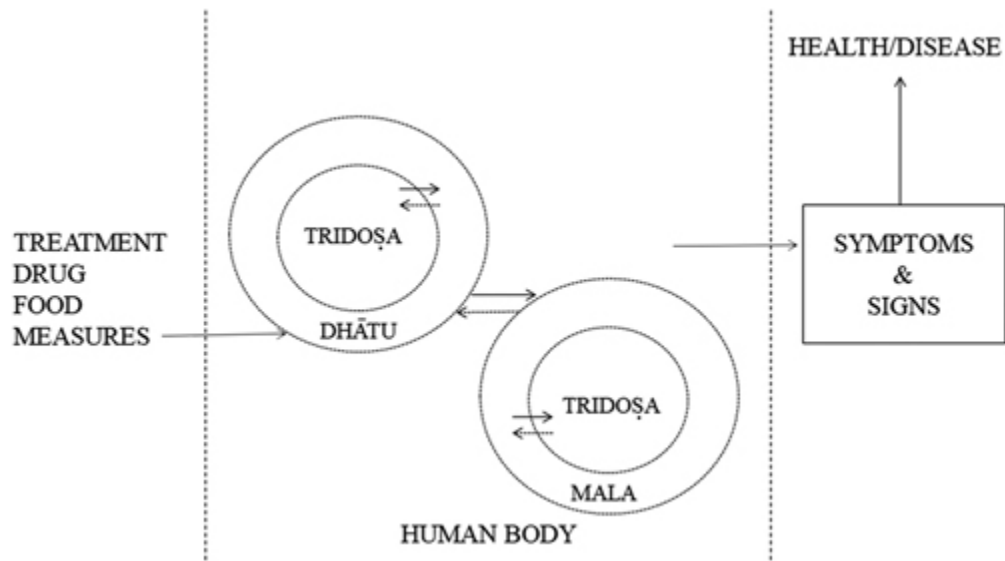 TREATMENT
DRUG
FOOD
MEASURES
TRIDOṢA
DHĀTU
TRIDOṢA
MALA
HUMAN BODY
HEALTH/DISEASE
SYMPTOMS
&
SIGNS